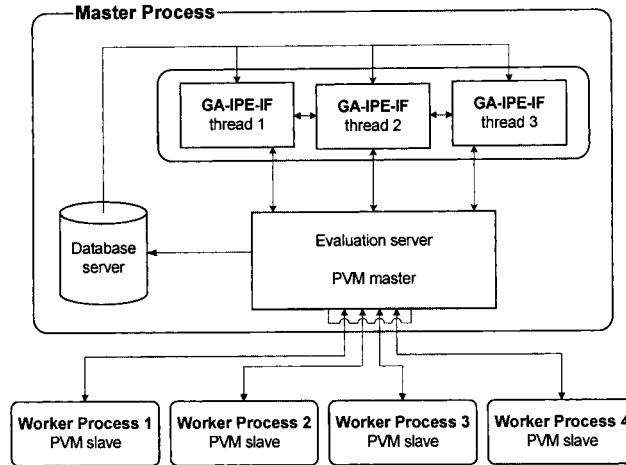 Master Process
GA-IPE-IF
thread 1
GA-IPE-IF
thread 2
GA-IPE-IF
thread 3
Database
server
Evaluation server
PVM master
Worker Process 1
PVM slave
Worker Process 2
PVM slave
Worker Process 3
PVM slave
Worker Process 4
PVM slave